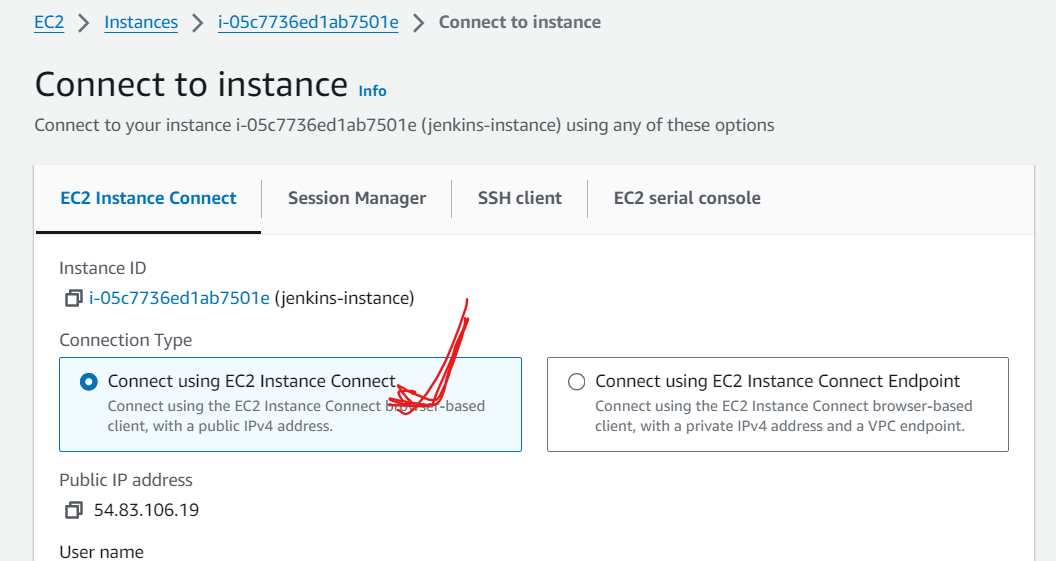 EC2 > Instances > i-05c7736ed1ab7501e > Connect to instance
Connect to instance Info
Connect to your instance i-05c7736ed1ab7501e (jenkins-instance) using any of these options
EC2 Instance Connect
Session Manager
SSH client
EC2 serial console
Instance ID
i-05c7736ed1ab7501e (jenkins-instance)
Connection Type
Connect using EC2 Instance Connect
Connect using the EC2 Instance Connect browser-based
client, with a public IPv4 address.
Connect using EC2 Instance Connect Endpoint
Connect using the EC2 Instance Connect browser-based
client, with a private IPv4 address and a VPC endpoint.
Public IP address
54.83.106.19
User name